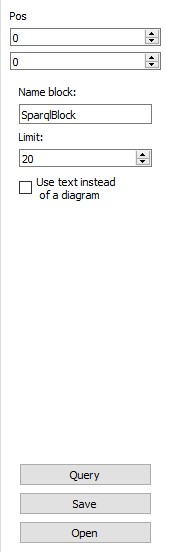 Pos
0
0
Name block:
SparqlBlock
Limit:
20
Use text instead
of a diagram
Query
Save
Open